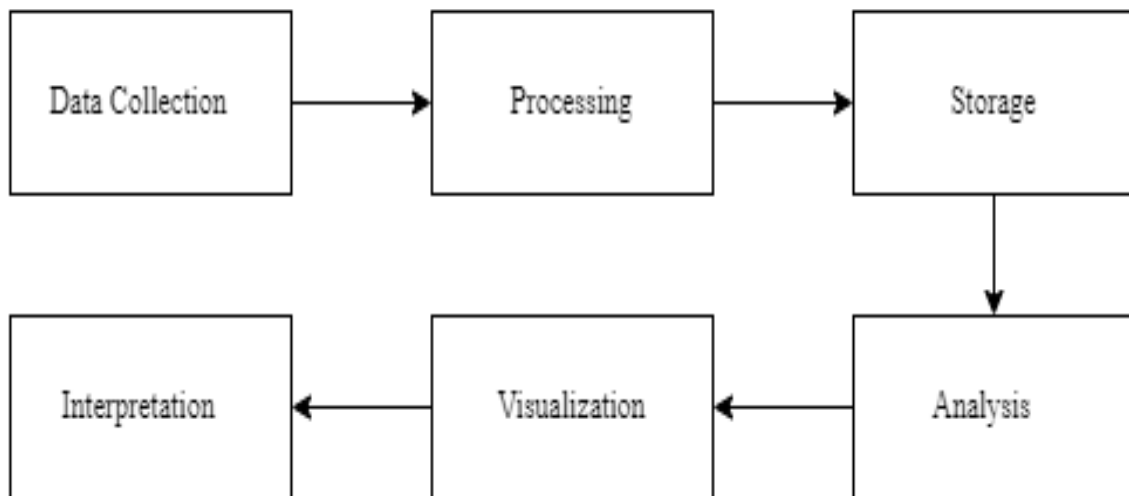 Data Collection
Processing
Storage
Interpretation
Visualization
Analysis